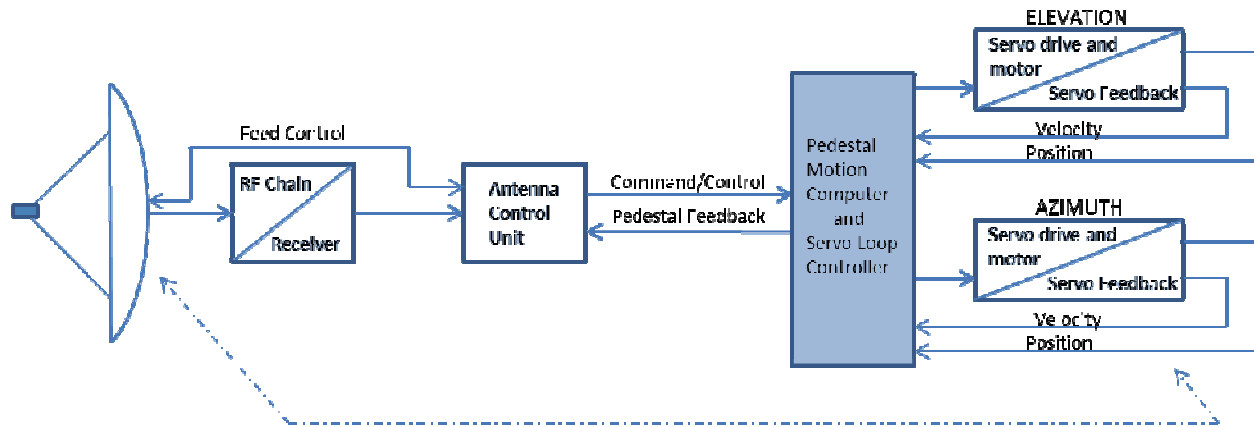 ELEVATION
Servo drive and
motor
Servo Feedback
Velocity
Position
Feed Control
RF Chain
Receiver
Antenna
Control
Unit
Command/Control
Pedestal Feedback
Pedestal
Motion
Computer
and
Servo Loop
Controller
AZIMUTH
Servo drive and
motor
Servo Feedback
Velocity
Position